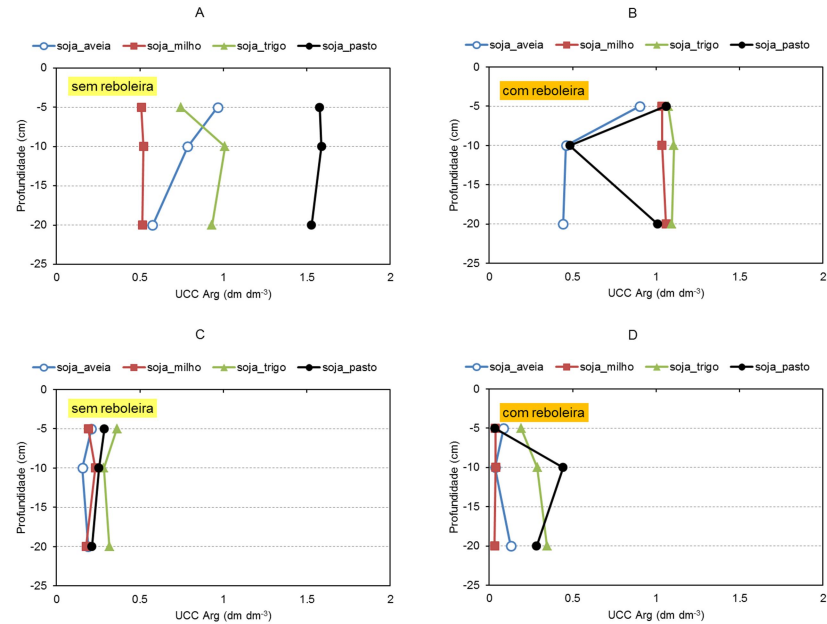 A
soja_aveia soja_milho soja_trigo soja_pasto
sem reboleira
0
-5
-10
-15
-20
-25
Profundidade (cm)
0 0.5 1 1.5 2
UCC Arg (dm dm⁻³)
B
soja_aveia soja_milho soja_trigo soja_pasto
com reboleira
0
-5
-10
-15
-20
-25
Profundidade (cm)
0 0.5 1 1.5 2
UCC Arg (dm dm⁻³)
C
soja_aveia soja_milho soja_trigo soja_pasto
sem reboleira
0
-5
-10
-15
-20
-25
Profundidade (cm)
0 0.5 1 1.5 2
UCC Arg (dm dm⁻³)
D
soja_aveia soja_milho soja_trigo soja_pasto
com reboleira
0
-5
-10
-15
-20
-25
Profundidade (cm)
0 0.5 1 1.5 2
UCC Arg (dm dm⁻³)